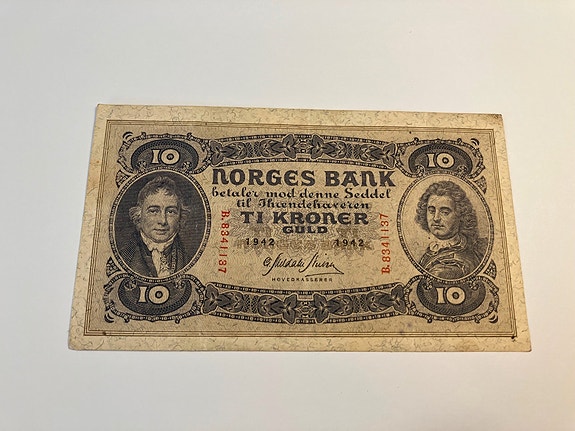 10 10
NORGES BANK
betaler mod denne Seddel
til Ihændehaveren
TI KRONER
GULD
1942 1942
B.8341137 B.8341137
HOVEDKASSERER
10 10